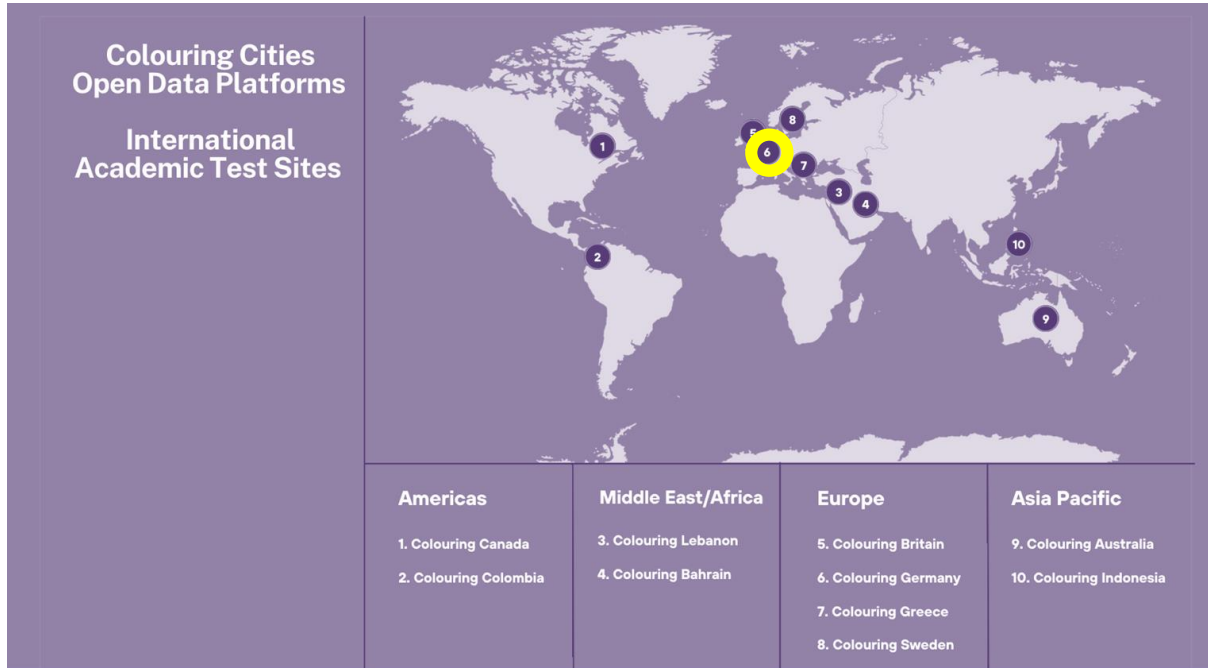 Colouring Cities
Open Data Platforms
International
Academic Test Sites
1
2
3
4
5
6
7
8
9
10
Americas
1. Colouring Canada
2. Colouring Colombia
Middle East/Africa
3. Colouring Lebanon
4. Colouring Bahrain
Europe
5. Colouring Britain
6. Colouring Germany
7. Colouring Greece
8. Colouring Sweden
Asia Pacific
9. Colouring Australia
10. Colouring Indonesia